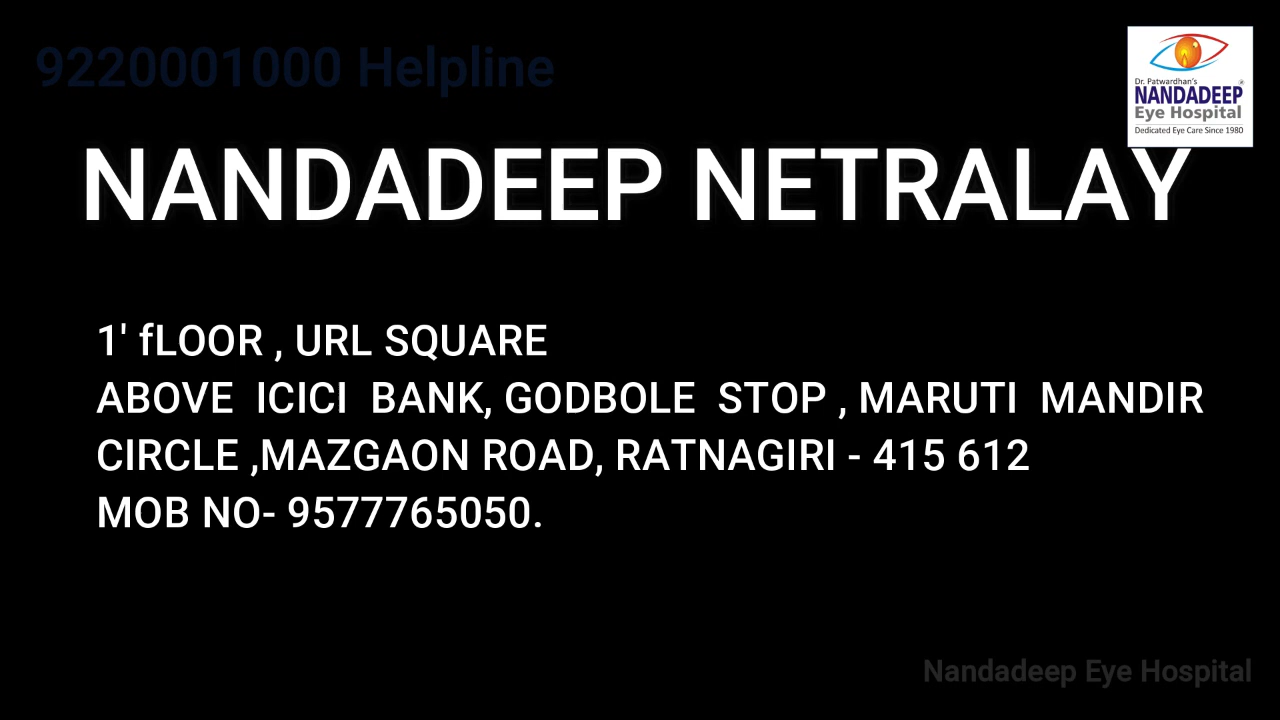 9220001000 Helpline
Dr. Patwardhan's
NANDADEEP
Eye Hospital
Dedicated Eye Care Since 1980
NANDADEEP NETRALAY
1' fLOOR , URL SQUARE
ABOVE ICICI BANK, GODBOLE STOP , MARUTI MANDIR
CIRCLE ,MAZGAON ROAD, RATNAGIRI - 415 612
MOB NO- 9577765050.
Nandadeep Eye Hospital